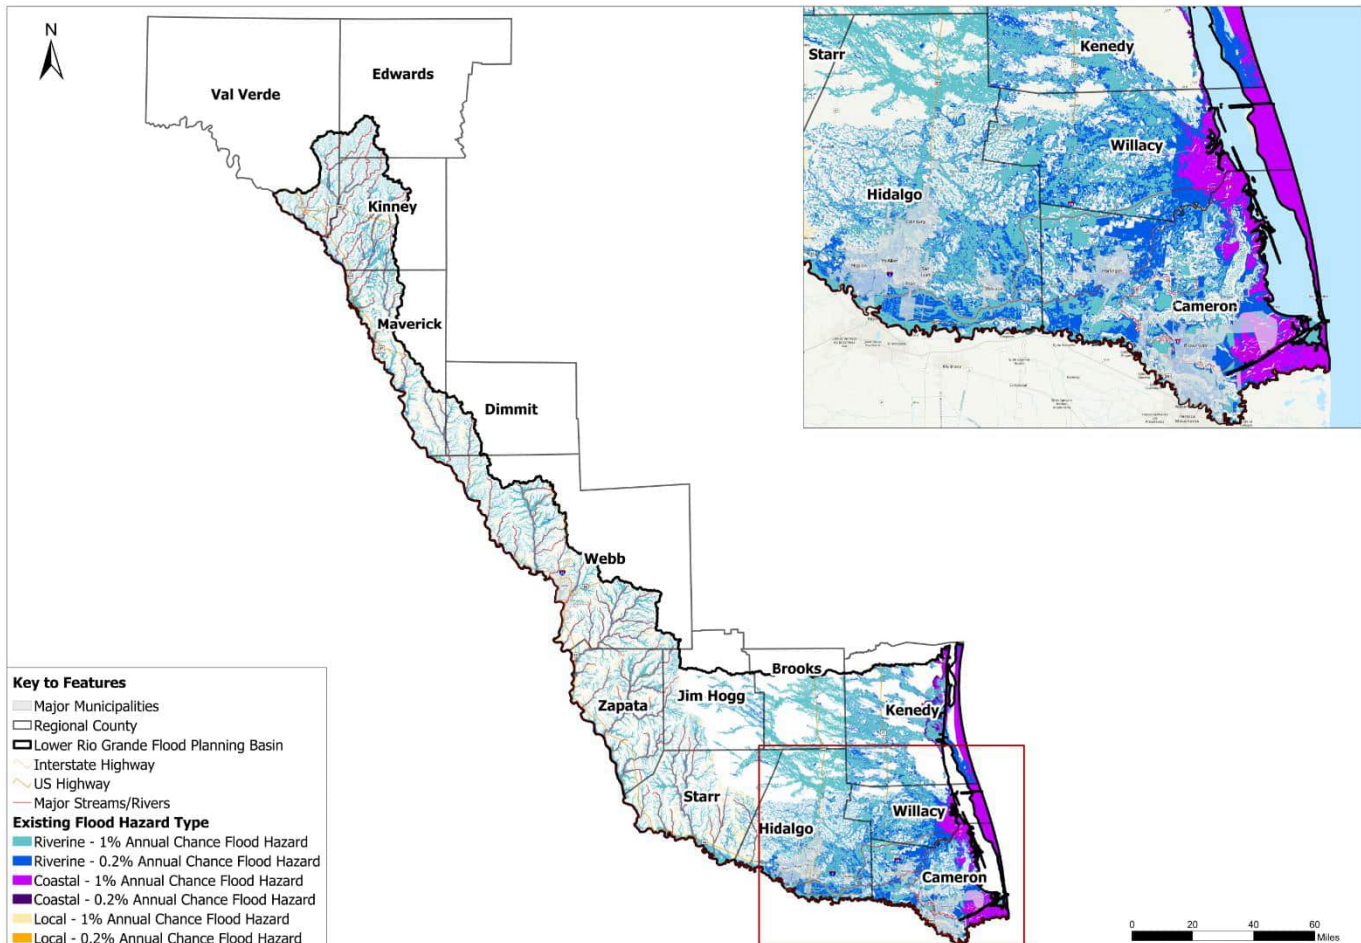 N
Val Verde
Edwards
Kinney
Maverick
Dimmit
Webb
Zapata
Jim Hogg
Brooks
Kenedy
Starr
Hidalgo
Willacy
Cameron
Starr
Kenedy
Willacy
Hidalgo
Cameron
Key to Features
Major Municipalities
Regional County
Lower Rio Grande Flood Planning Basin
Interstate Highway
US Highway
Major Streams/Rivers
Existing Flood Hazard Type
Riverine - 1% Annual Chance Flood Hazard
Riverine - 0.2% Annual Chance Flood Hazard
Coastal - 1% Annual Chance Flood Hazard
Coastal - 0.2% Annual Chance Flood Hazard
Local - 1% Annual Chance Flood Hazard
Local - 0.2% Annual Chance Flood Hazard
0 20 40 60
Miles